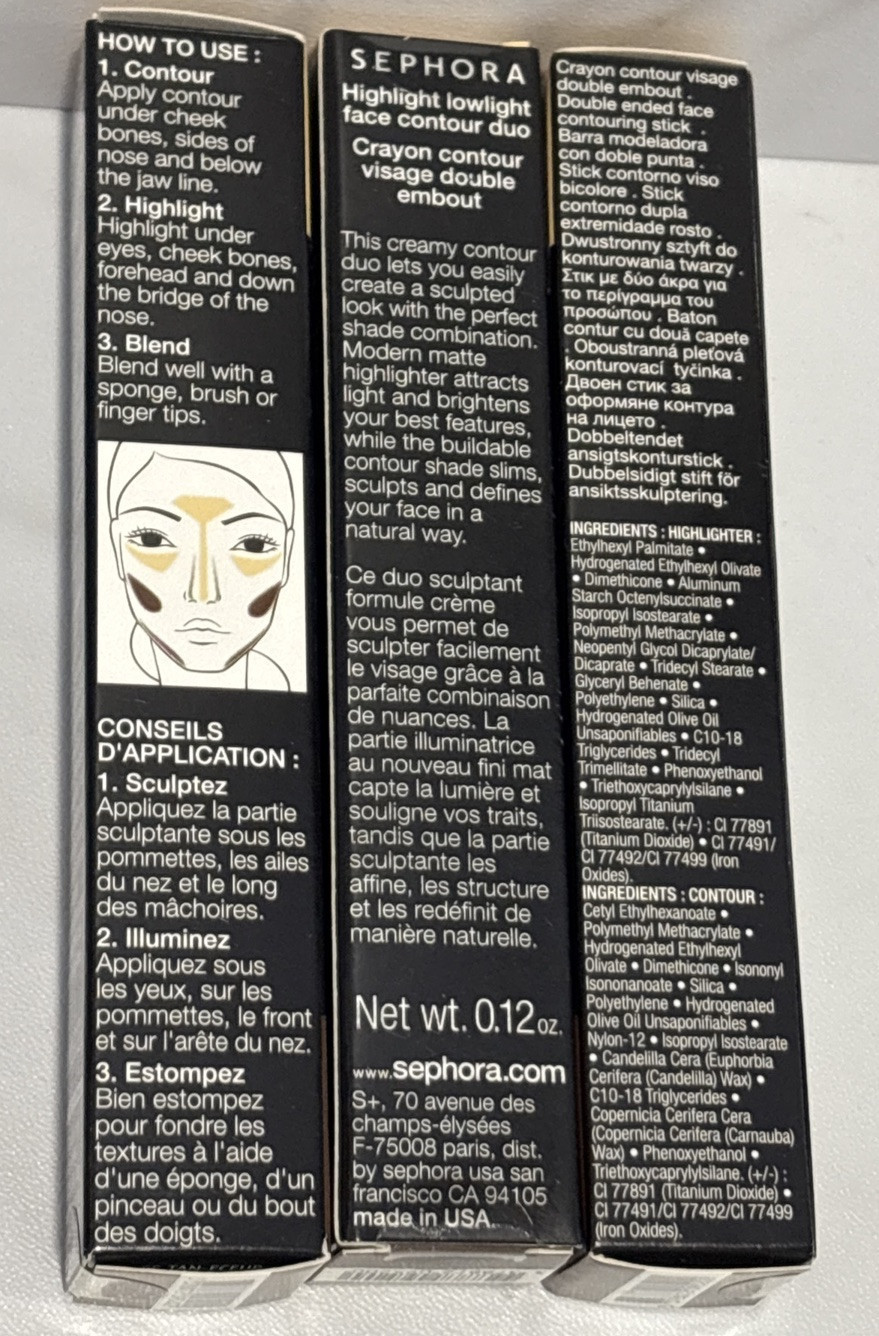 HOW TO USE :
1. Contour
Apply contour
under cheek
bones, sides of
nose and below
the jaw line.
2. Highlight
Highlight under
eyes, cheek bones,
forehead and down
the bridge of the
nose.
3. Blend
Blend well with a
sponge, brush or
finger tips.
CONSEILS
D'APPLICATION :
1. Sculptez
Appliquez la partie
sculptante sous les
pommettes, les ailes
du nez et le long
des mâchoires.
2. Illuminez
Appliquez sous
les yeux, sur les
pommettes, le front
et sur l'arête du nez.
3. Estompez
Bien estompez
pour fondre les
textures à l'aide
d'une éponge, d'un
pinceau ou du bout
des doigts.
SEPHORA
Highlight lowlight
face contour duo
Crayon contour
visage double
embout
This creamy contour
duo lets you easily
create a sculpted
look with the perfect
shade combination.
Modern matte
highlighter attracts
light and brightens
your best features,
while the buildable
contour shade slims,
sculpts and defines
your face in a
natural way.
Ce duo sculptant
formule crème
vous permet de
sculpter facilement
le visage grâce à la
parfaite combinaison
de nuances. La
partie illuminatrice
au nouveau fini mat
capte la lumière et
souligne vos traits,
tandis que la partie
sculptante les
affine, les structure
et les redéfinit de
manière naturelle.
Net wt. 0.12 oz.
www.sephora.com
S+, 70 avenue des
champs-élysées
F-75008 paris, dist.
by sephora usa san
francisco CA 94105
made in USA.
Crayon contour visage
double embout .
Double ended face
contouring stick .
Barra modeladora
con doble punta .
Stick contorno viso
bicolore . Stick
contorno dupla
extremidade rosto .
Dwustronny sztyft do
konturowania twarzy .
Στικ με δύο άκρα για
το περίγραμμα του
προσώπου . Baton
contur cu două capete
. Oboustranná pleťová
konturovací tyčinka .
Двоен стик за
оформяне контура
на лицето .
Dobbeltendet
ansigtskonturstick .
Dubbelsidigt stift för
ansiktsskulptering.
INGREDIENTS : HIGHLIGHTER :
Ethylhexyl Palmitate •
Hydrogenated Ethylhexyl Olivate
• Dimethicone • Aluminum
Starch Octenylsuccinate •
Isopropyl Isostearate •
Polymethyl Methacrylate •
Neopentyl Glycol Dicaprylate/
Dicaprate • Tridecyl Stearate •
Glyceryl Behenate •
Polyethylene • Silica •
Hydrogenated Olive Oil
Unsaponifiables • C10-18
Triglycerides • Tridecyl
Trimellitate • Phenoxyethanol
• Triethoxycaprylylsilane •
Isopropyl Titanium
Triisostearate. (+/-) : CI 77891
(Titanium Dioxide) • CI 77491/
CI 77492/CI 77499 (Iron
Oxides).
INGREDIENTS : CONTOUR :
Cetyl Ethylhexanoate •
Polymethyl Methacrylate •
Hydrogenated Ethylhexyl
Olivate • Dimethicone • Isononyl
Isononanoate • Silica •
Polyethylene • Hydrogenated
Olive Oil Unsaponifiables •
Nylon-12 • Isopropyl Isostearate
• Candelilla Cera (Euphorbia
Cerifera (Candelilla) Wax) •
C10-18 Triglycerides •
Copernicia Cerifera Cera
(Copernicia Cerifera (Carnauba)
Wax) • Phenoxyethanol •
Triethoxycaprylylsilane. (+/-) :
CI 77891 (Titanium Dioxide) •
CI 77491/CI 77492/CI 77499
(Iron Oxides).